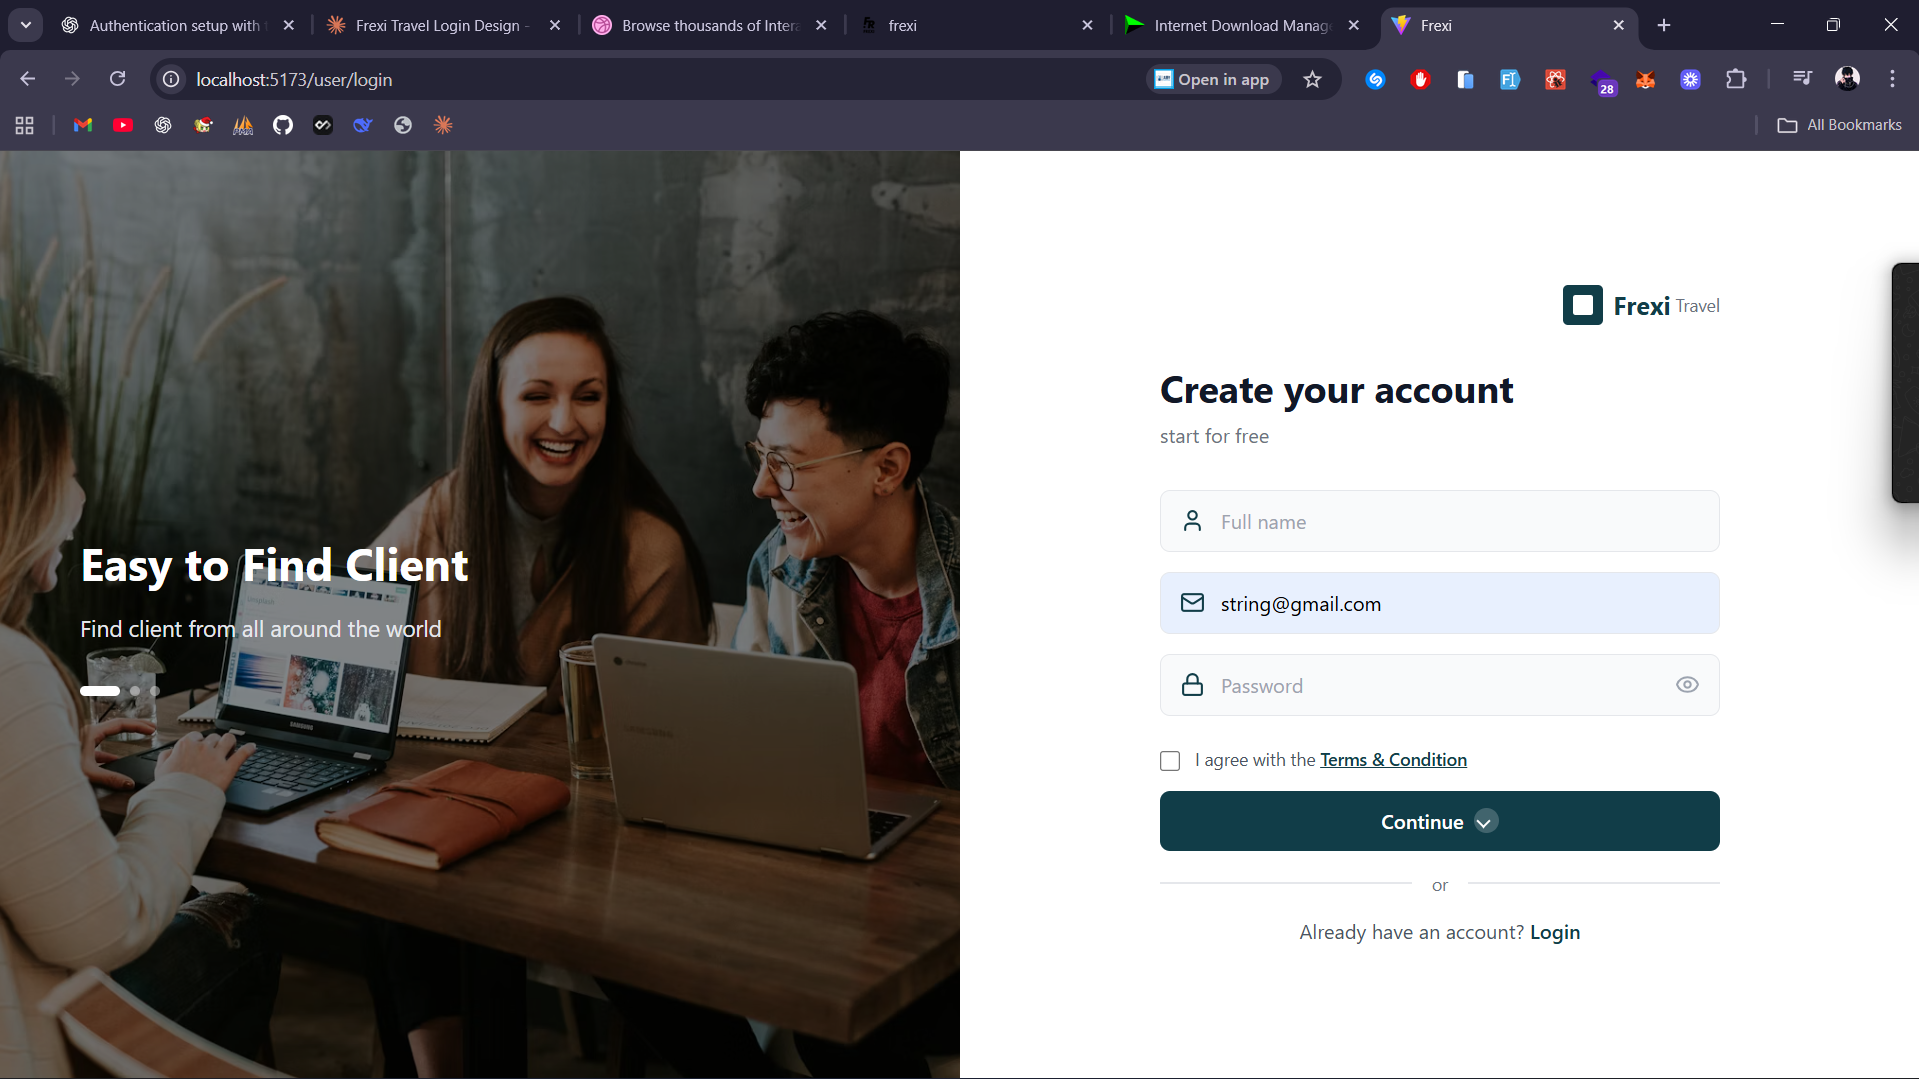 Authentication setup with
Frexi Travel Login Design -
Browse thousands of Intera
frexi
Internet Download Manage
Frexi
localhost:5173/user/login
Open in app
28
All Bookmarks
Frexi Travel
Create your account
start for free
Full name
string@gmail.com
Password
I agree with the Terms & Condition
Continue
or
Already have an account? Login
Easy to Find Client
Find client from all around the world
SAMSUNG